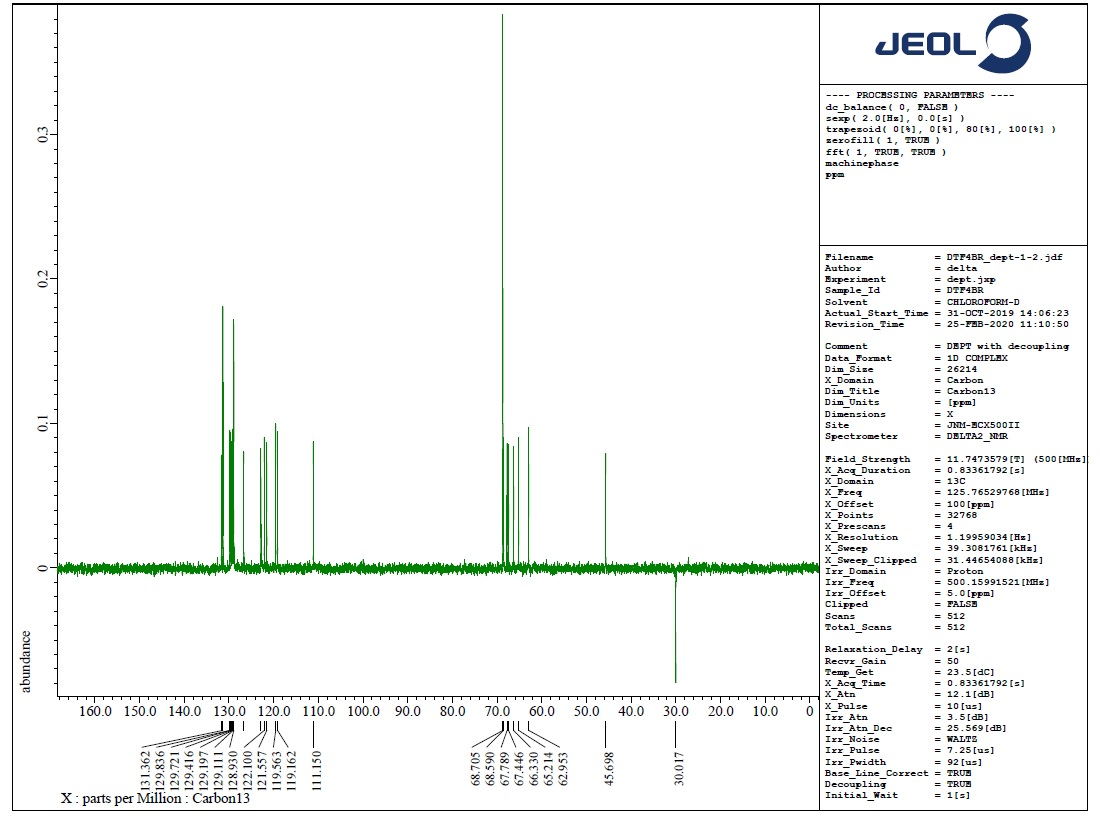 JEOL
---- PROCESSING PARAMETERS ----
dc_balance( 0, FALSE )
sexp( 2.0[Hz], 0.0[s] )
trapezoid( 0[%], 0[%], 80[%], 100[%] )
zerofill( 1, TRUE )
fft( 1, TRUE, TRUE )
machinephase
ppm
Filename = DTF4BR_dept-1-2.jdf
Author = delta
Experiment = dept.jxp
Sample_Id = DTF4BR
Solvent = CHLOROFORM-D
Actual_Start_Time = 31-OCT-2019 14:06:23
Revision_Time = 25-FEB-2020 11:10:50
Comment = DEPT with decoupling
Data_Format = 1D COMPLEX
Dim_Size = 26214
X_Domain = Carbon
Dim_Title = Carbon13
Dim_Units = [ppm]
Dimensions = X
Site = JNM-ECX500II
Spectrometer = DELTA2_NMR
Field_Strength = 11.7473579[T] (500[MHz]
X_Acq_Duration = 0.83361792[s]
X_Domain = 13C
X_Freq = 125.76529768[MHz]
X_Offset = 100[ppm]
X_Points = 32768
X_Prescans = 4
X_Resolution = 1.19959034[Hz]
X_Sweep = 39.3081761[kHz]
X_Sweep_Clipped = 31.44654088[kHz]
Irr_Domain = Proton
Irr_Freq = 500.15991521[MHz]
Irr_Offset = 5.0[ppm]
Clipped = FALSE
Scans = 512
Total_Scans = 512
Relaxation_Delay = 2[s]
Recvr_Gain = 50
Temp_Get = 23.5[dC]
X_Acq_Time = 0.83361792[s]
X_Atn = 12.1[dB]
X_Pulse = 10[us]
Irr_Atn = 3.5[dB]
Irr_Atn_Dec = 25.569[dB]
Irr_Noise = WALTZ
Irr_Pulse = 7.25[us]
Irr_Pwidth = 92[us]
Base_Line_Correct = TRUE
Decoupling = TRUE
Initial_Wait = 1[s]
0.3
0.2
0.1
0
abundance
160.0 150.0 140.0 130.0 120.0 110.0 100.0 90.0 80.0 70.0 60.0 50.0 40.0 30.0 20.0 10.0 0
131.362
129.836
129.721
129.416
129.197
129.111
128.930
122.100
121.557
119.563
119.162
111.150
68.705
68.590
67.789
67.446
66.330
65.214
62.953
45.698
30.017
X : parts per Million : Carbon13